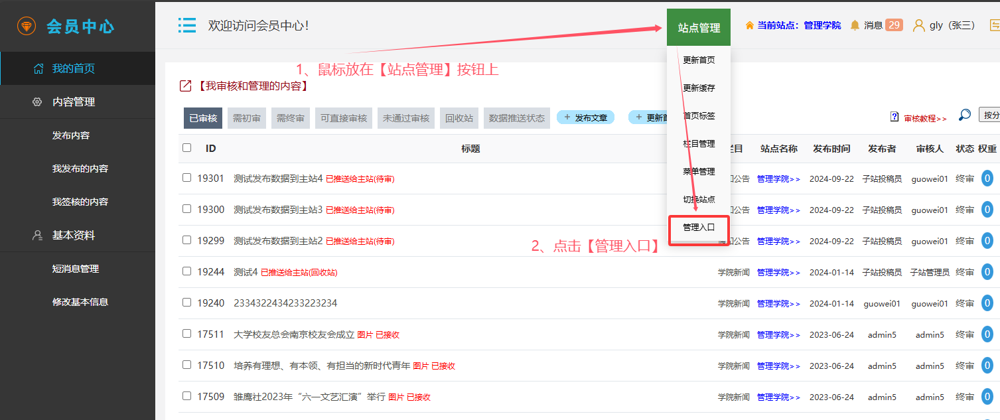 会员中心
欢迎访问会员中心！
站点管理
当前站点：管理学院
消息 29
gly（张三）
我的首页
内容管理
发布内容
我发布的内容
我签核的内容
基本资料
短消息管理
修改基本信息
更新首页
更新缓存
首页标签
栏目管理
菜单管理
切换站点
管理入口
1、鼠标放在【站点管理】按钮上
2、点击【管理入口】
【我审核和管理的内容】
已审核 需初审 需终审 可直接审核 未通过审核 回收站 数据推送状态 + 发布文章 + 更新首
? 审核教程>> 按分
ID 标题 栏目 站点名称 发布时间 发布者 审核人 状态 权重
19301 测试发布数据到主站4 已推送给主站(待审) 知公告 管理学院>> 2024-09-22 子站投稿员 guowei01 终审 0
19300 测试发布数据到主站3 已推送给主站(待审) 知公告 管理学院>> 2024-09-22 子站投稿员 guowei01 终审 0
19299 测试发布数据到主站2 已推送给主站(待审) 通知公告 管理学院>> 2024-09-22 子站投稿员 guowei01 终审 0
19244 测试4 已推送给主站(回收站) 学院新闻 管理学院>> 2024-01-14 子站投稿员 子站管理员 终审 0
19240 2334322434233223234 学院新闻 管理学院>> 2024-01-14 guowei01 guowei01 终审 0
17511 大学校友总会南京校友会成立 图片 已接收 学院新闻 管理学院>> 2023-06-24 admin5 admin5 终审 0
17510 培养有理想、有本领、有担当的新时代青年 图片 已接收 学院新闻 管理学院>> 2023-06-24 admin5 admin5 终审 0
17509 雏鹰社2023年“六一文艺汇演”举行 图片 已接收 学院新闻 管理学院>> 2023-06-24 admin5 admin5 终审 0